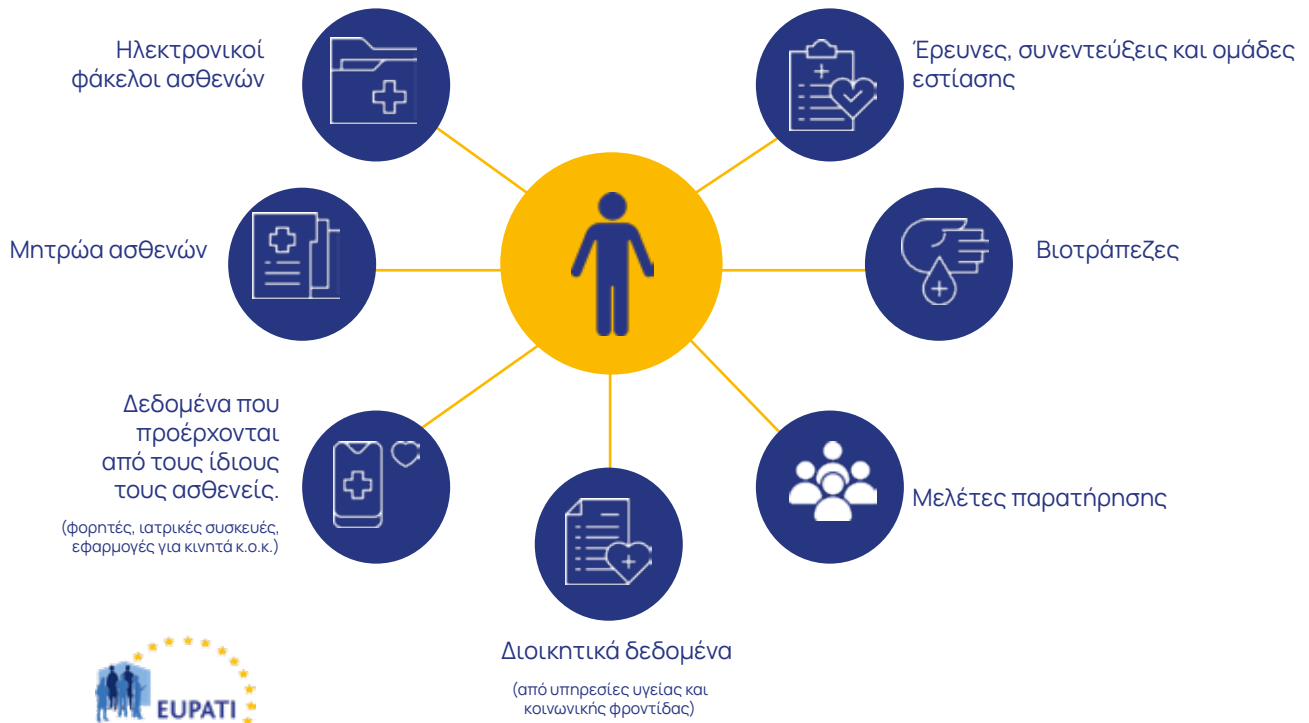 Ηλεκτρονικοί
φάκελοι ασθενών
Έρευνες, συνεντεύξεις και ομάδες
εστίασης
Μητρώα ασθενών
Βιοτράπεζες
Δεδομένα που
προέρχονται
από τους ίδιους
τους ασθενείς.
(φορητές, ιατρικές συσκευές,
εφαρμογές για κινητά κ.ο.κ.)
Μελέτες παρατήρησης
Διοικητικά δεδομένα
(από υπηρεσίες υγείας και
κοινωνικής φροντίδας)
EUPATI